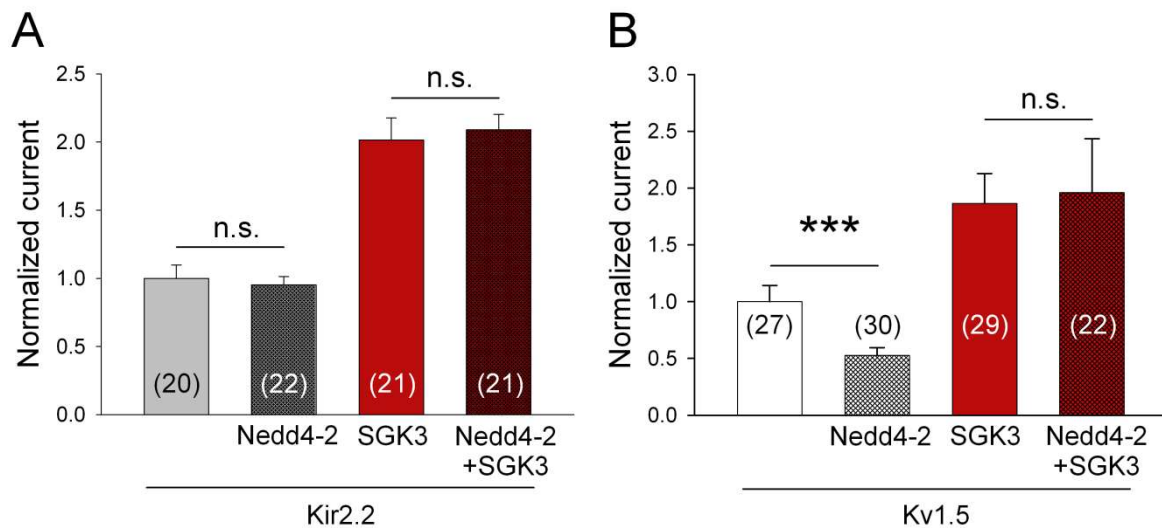 A
Normalized current
2.5
2.0
1.5
1.0
0.5
0.0
n.s.
n.s.
(20)
(22)
(21)
(21)
Nedd4-2
SGK3
Nedd4-2
+SGK3
Kir2.2
B
Normalized current
3.0
2.5
2.0
1.5
1.0
0.5
0.0
***
n.s.
(27)
(30)
(29)
(22)
Nedd4-2
SGK3
Nedd4-2
+SGK3
Kv1.5